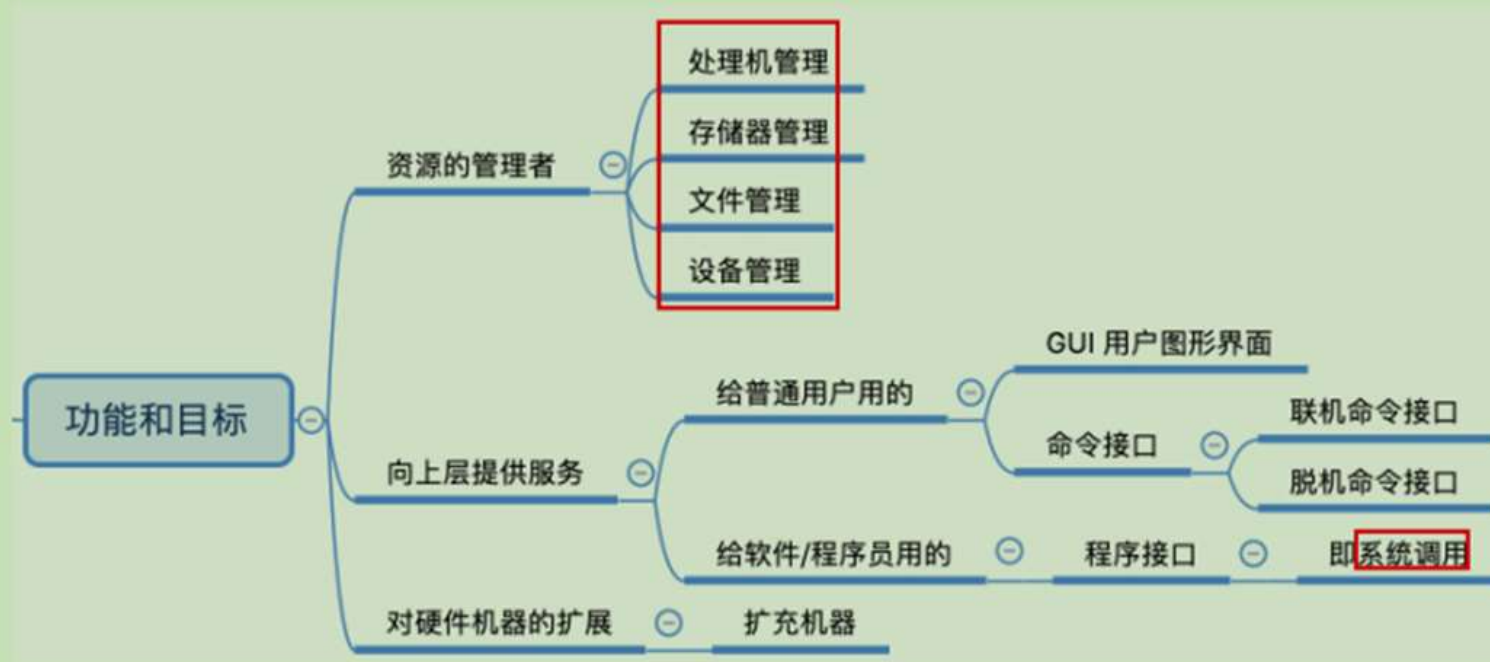 处理机管理
存储器管理
资源的管理者
文件管理
设备管理
GUI 用户图形界面
给普通用户用的
联机命令接口
功能和目标
命令接口
向上层提供服务
脱机命令接口
给软件/程序员用的
程序接口
即系统调用
对硬件机器的扩展
扩充机器